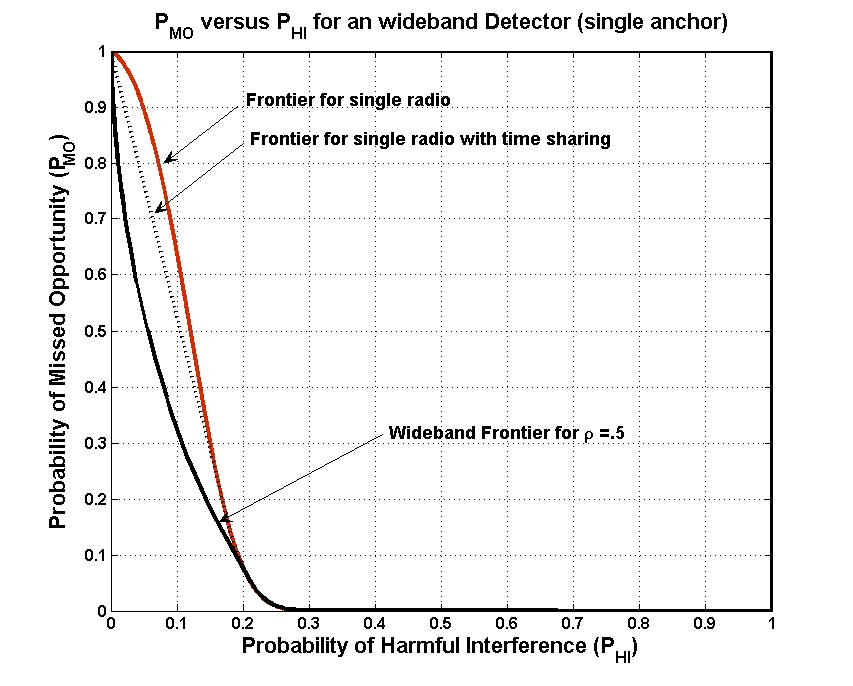 P_MO versus P_HI for an wideband Detector (single anchor)
1
0.9
0.8
0.7
0.6
0.5
0.4
0.3
0.2
0.1
0
Probability of Missed Opportunity (P_MO)
Frontier for single radio
Frontier for single radio with time sharing
Wideband Frontier for ρ =.5
0 0.1 0.2 0.3 0.4 0.5 0.6 0.7 0.8 0.9 1
Probability of Harmful Interference (P_HI)